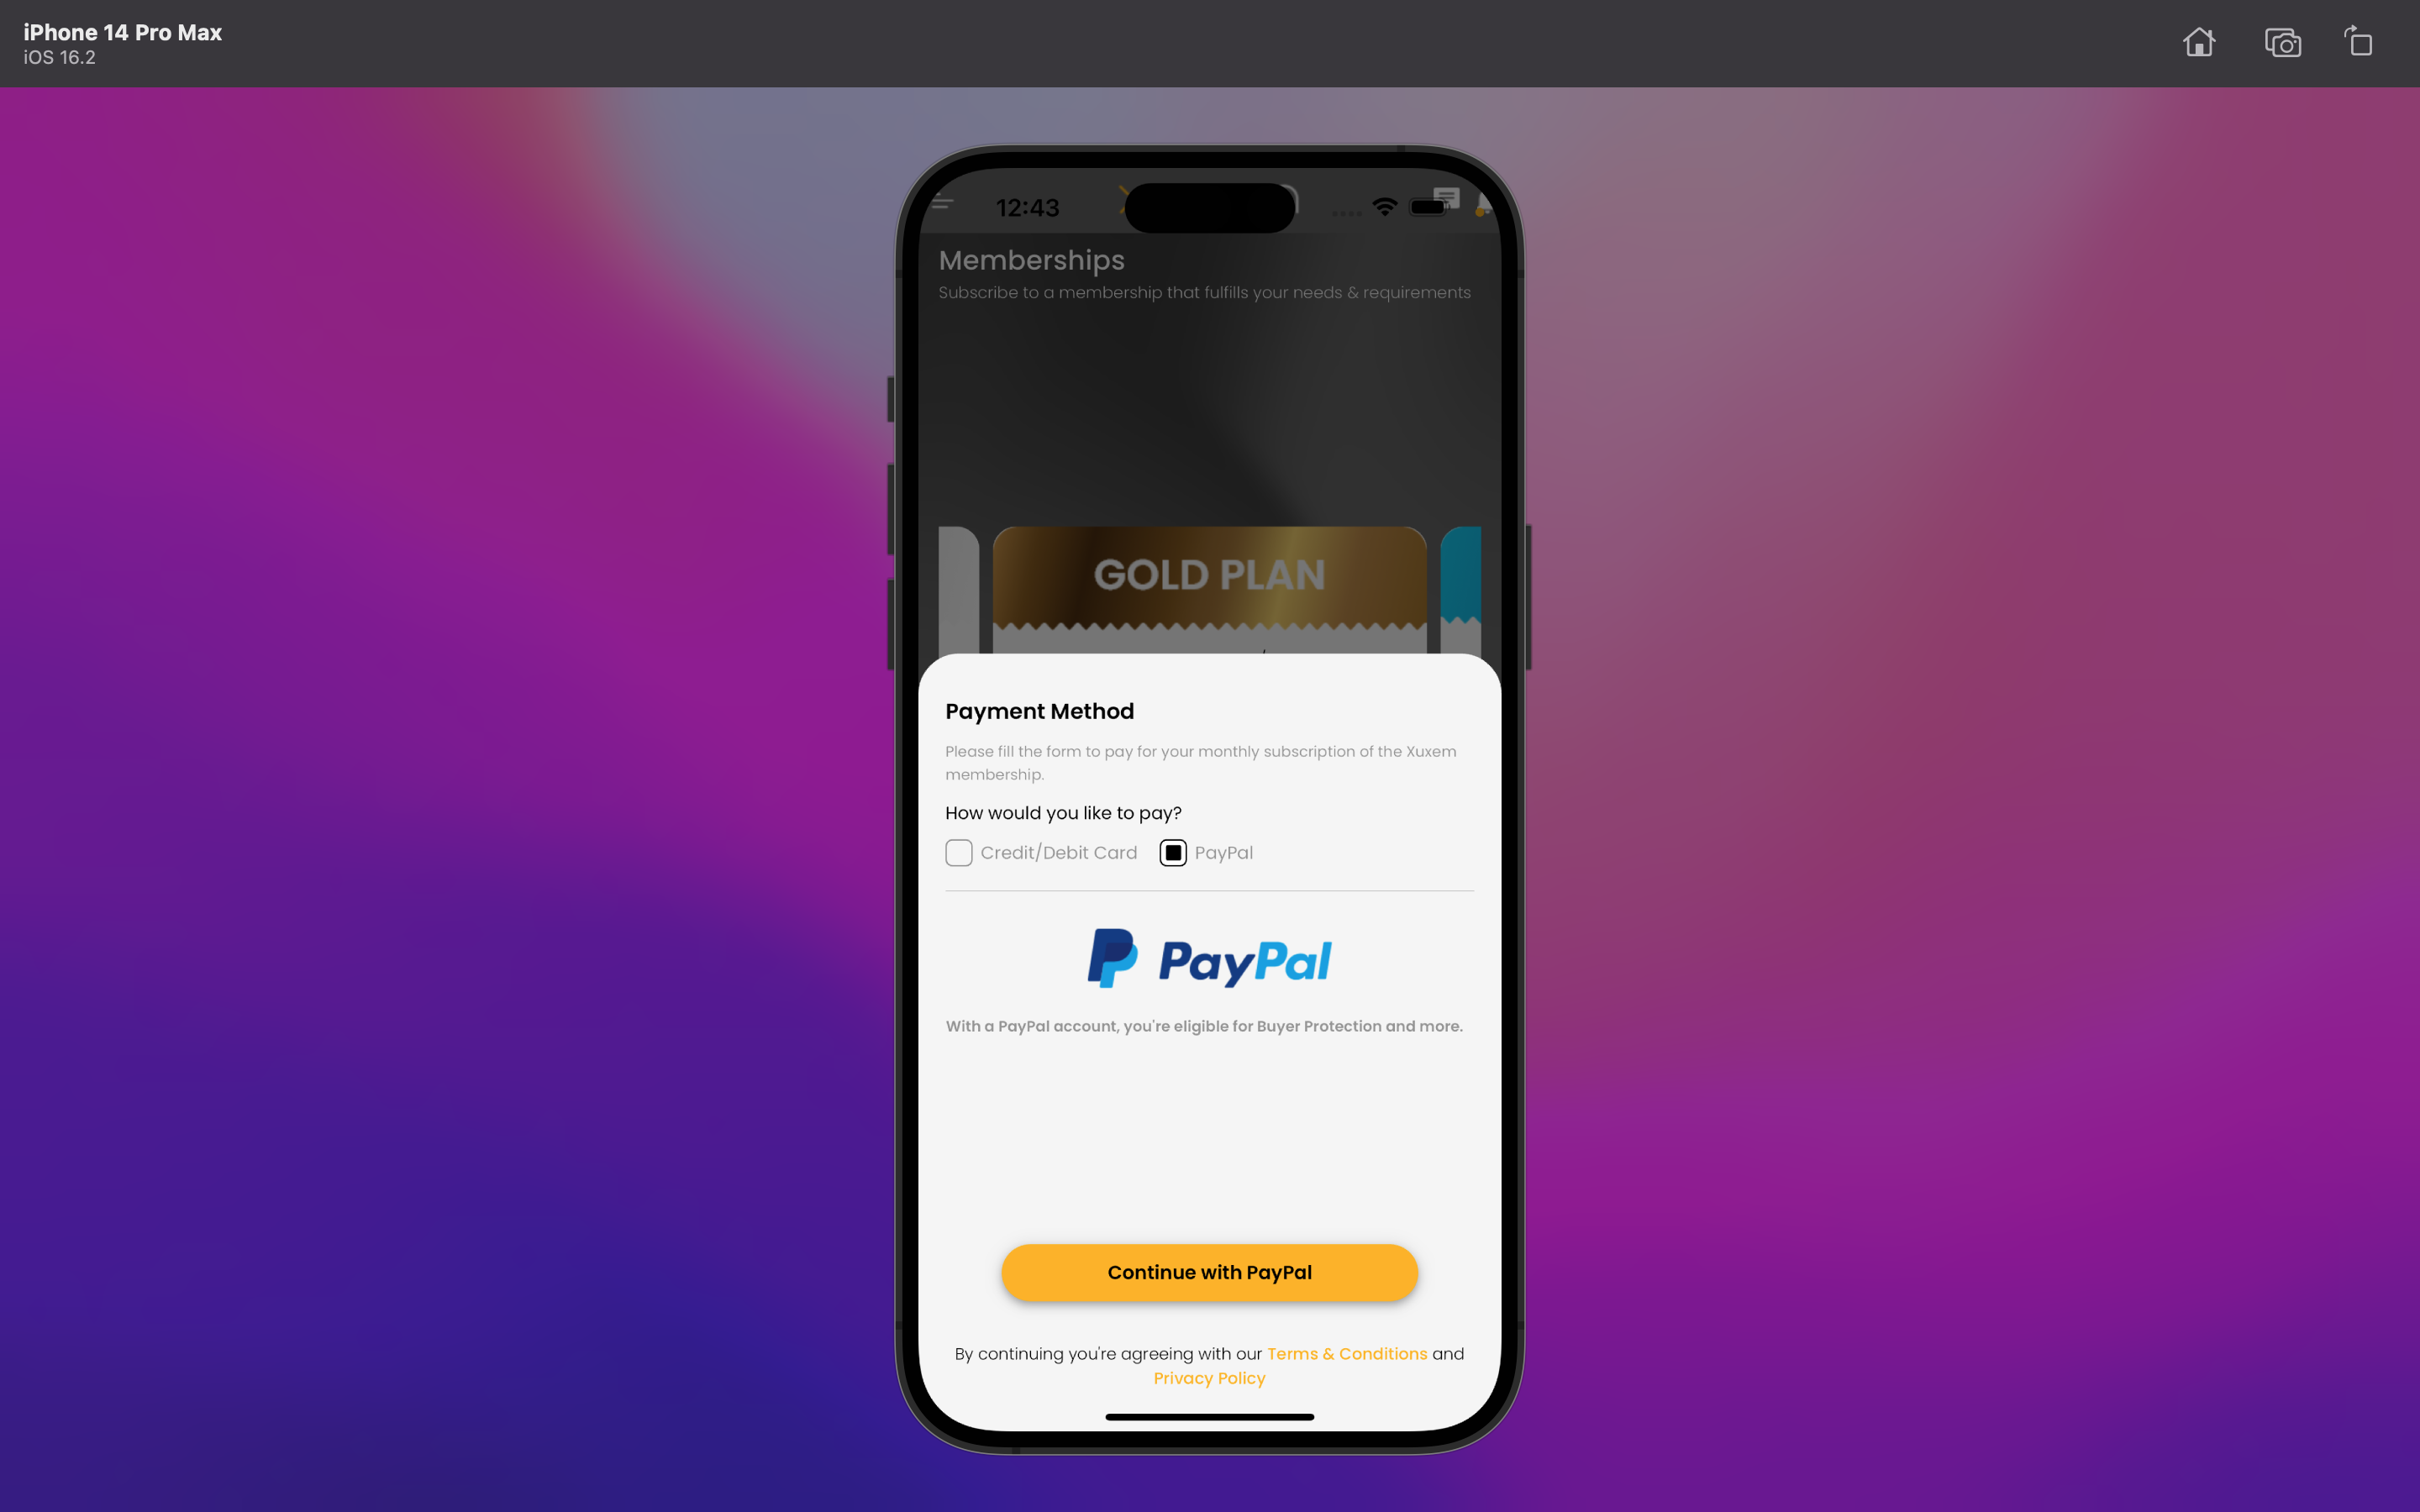 iPhone 14 Pro Max
iOS 16.2
12:43
Memberships
Subscribe to a membership that fulfills your needs & requirements
GOLD PLAN
Payment Method
Please fill the form to pay for your monthly subscription of the Xuxem
membership.
How would you like to pay?
Credit/Debit Card PayPal
PayPal
With a PayPal account, you're eligible for Buyer Protection and more.
Continue with PayPal
By continuing you're agreeing with our Terms & Conditions and
Privacy Policy